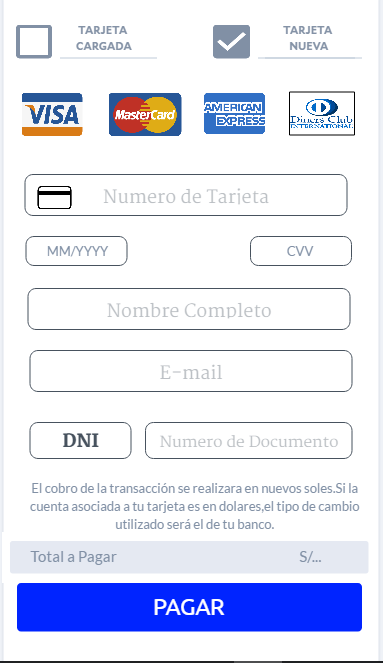 TARJETA
CARGADA
TARJETA
NUEVA
VISA
MasterCard
AMERICAN
EXPRESS
Diners Club
INTERNATIONAL
Numero de Tarjeta
MM/YYYY
CVV
Nombre Completo
E-mail
DNI
Numero de Documento
El cobro de la transacción se realizara en nuevos soles.Si la
cuenta asociada a tu tarjeta es en dolares,el tipo de cambio
utilizado será el de tu banco.
Total a Pagar
S/...
PAGAR